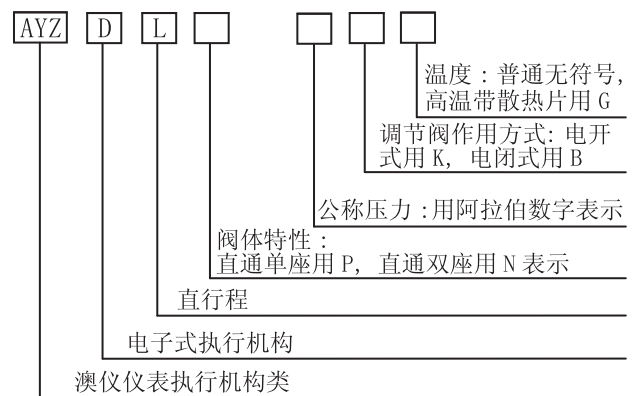 AYZ D L
温度：普通无符号，
高温带散热片用 G
调节阀作用方式：电开
式用 K，电闭式用 B
公称压力：用阿拉伯数字表示
阀体特性：
直通单座用 P，直通双座用 N 表示
直行程
电子式执行机构
澳仪仪表执行机构类